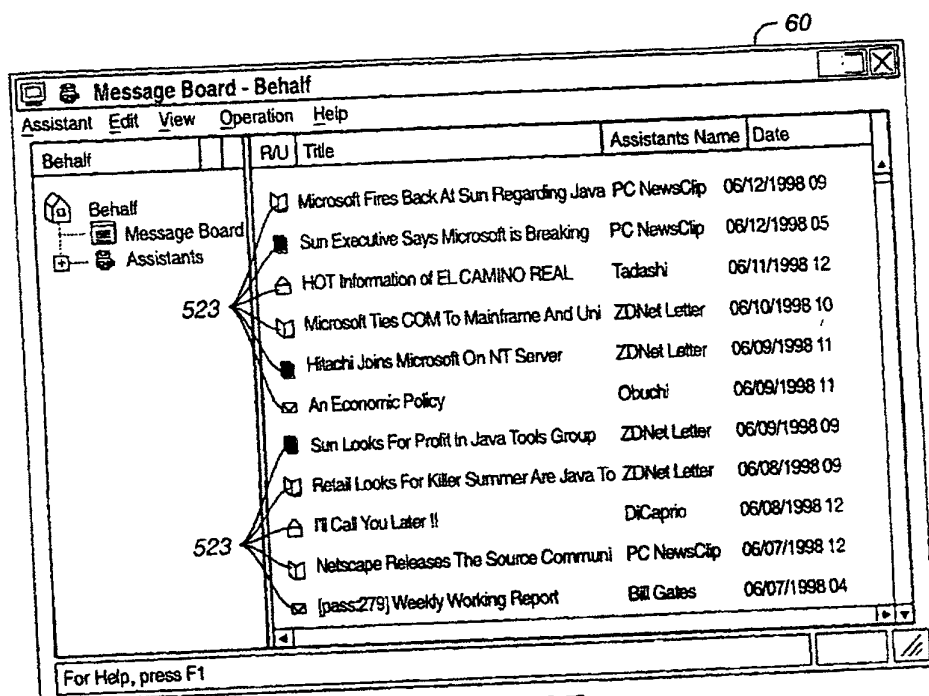 60
Message Board - Behalf
Assistant Edit View Operation Help
Behalf R/U Title Assistants Name Date
Behalf
Message Board
Assistants
523
523
Microsoft Fires Back At Sun Regarding Java PC NewsClip 06/12/1998 09
Sun Executive Says Microsoft is Breaking PC NewsClip 06/12/1998 05
HOT Information of EL CAMINO REAL Tadashi 06/11/1998 12
Microsoft Ties COM To Mainframe And Uni ZDNet Letter 06/10/1998 10
Hitachi Joins Microsoft On NT Server ZDNet Letter 06/09/1998 11
An Economic Policy Obuchi 06/09/1998 11
Sun Looks For Profit In Java Tools Group ZDNet Letter 06/09/1998 09
Retail Looks For Killer Summer Are Java To ZDNet Letter 06/08/1998 09
I'll Call You Later !! DiCaprio 06/08/1998 12
Netscape Releases The Source Communi PC NewsClip 06/07/1998 12
[pass:279] Weekly Working Report Bill Gates 06/07/1998 04
For Help, press F1